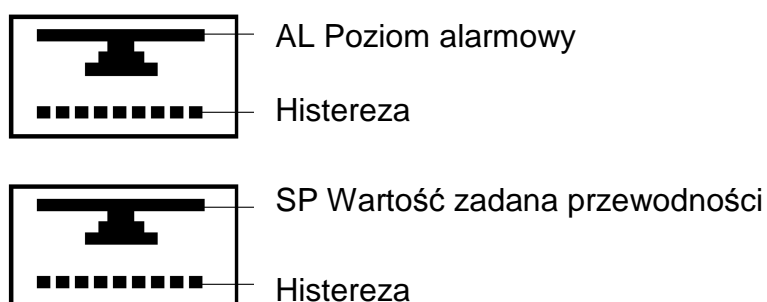 AL Poziom alarmowy
Histereza
SP Wartość zadana przewodności
Histereza